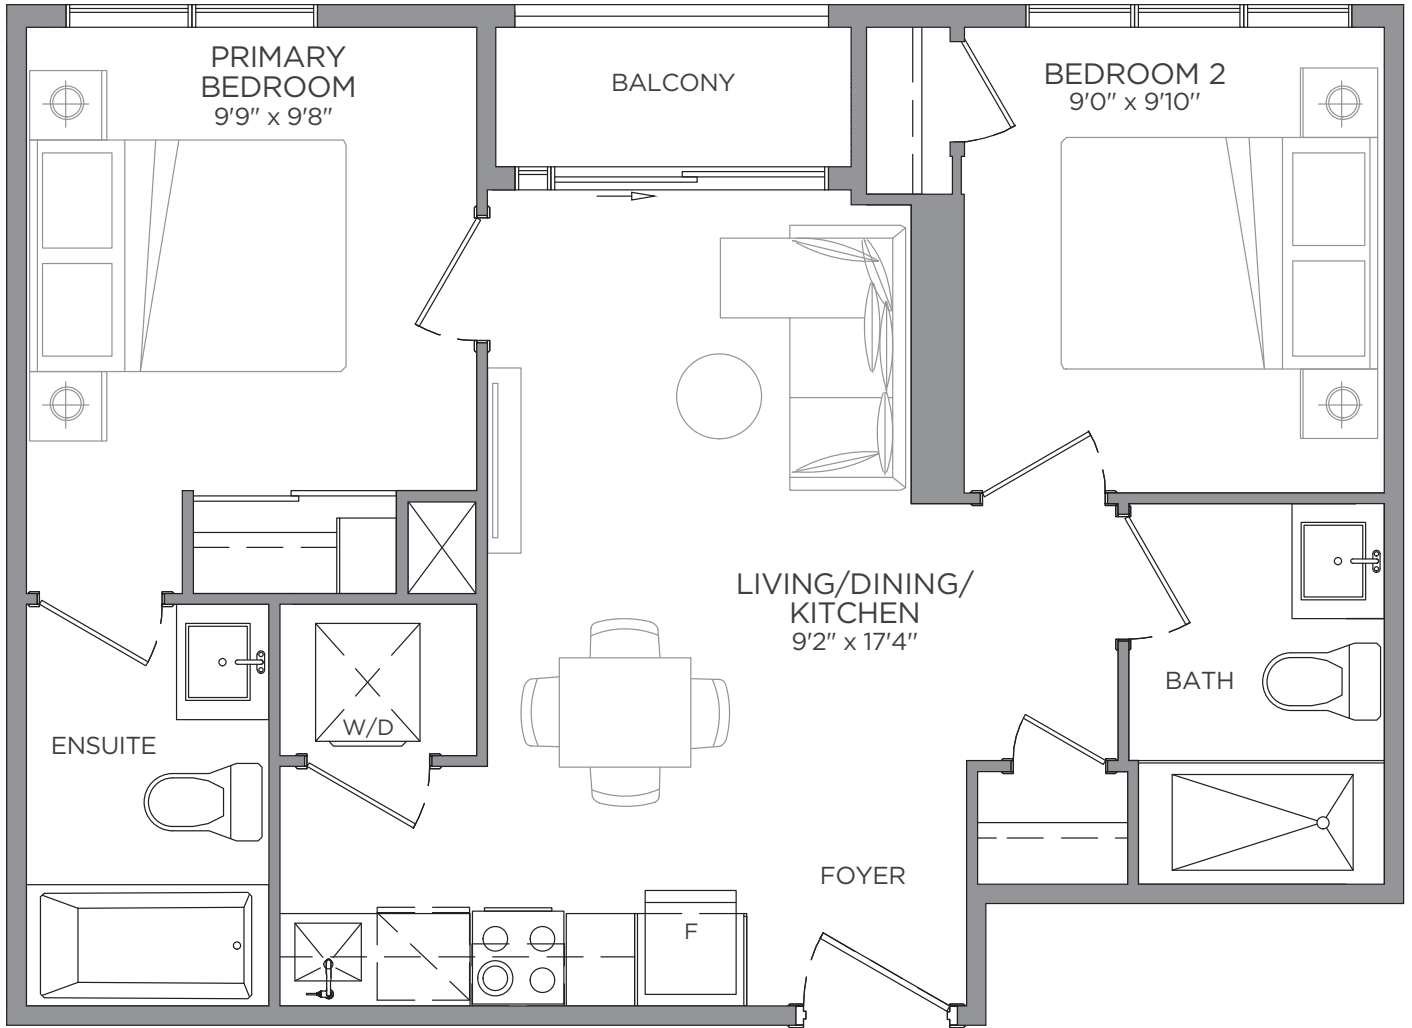 PRIMARY
BEDROOM
9'9" x 9'8"
BALCONY
BEDROOM 2
9'0" x 9'10"
LIVING/DINING/
KITCHEN
9'2" x 17'4"
BATH
W/D
ENSUITE
FOYER
F